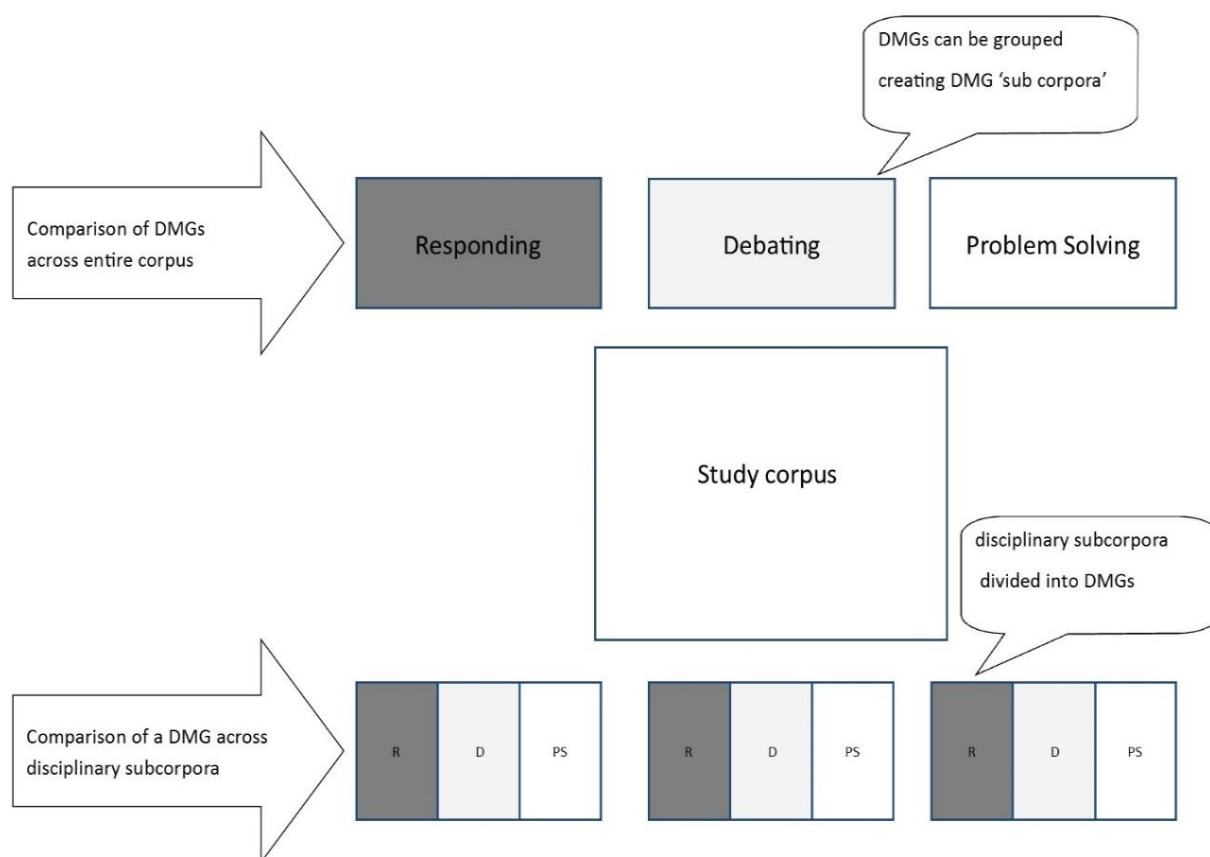 DMGs can be grouped
creating DMG ‘sub corpora’
Comparison of DMGs
across entire corpus
Responding
Debating
Problem Solving
Study corpus
disciplinary subcorpora
divided into DMGs
Comparison of a DMG across
disciplinary subcorpora
R
D
PS
R
D
PS
R
D
PS